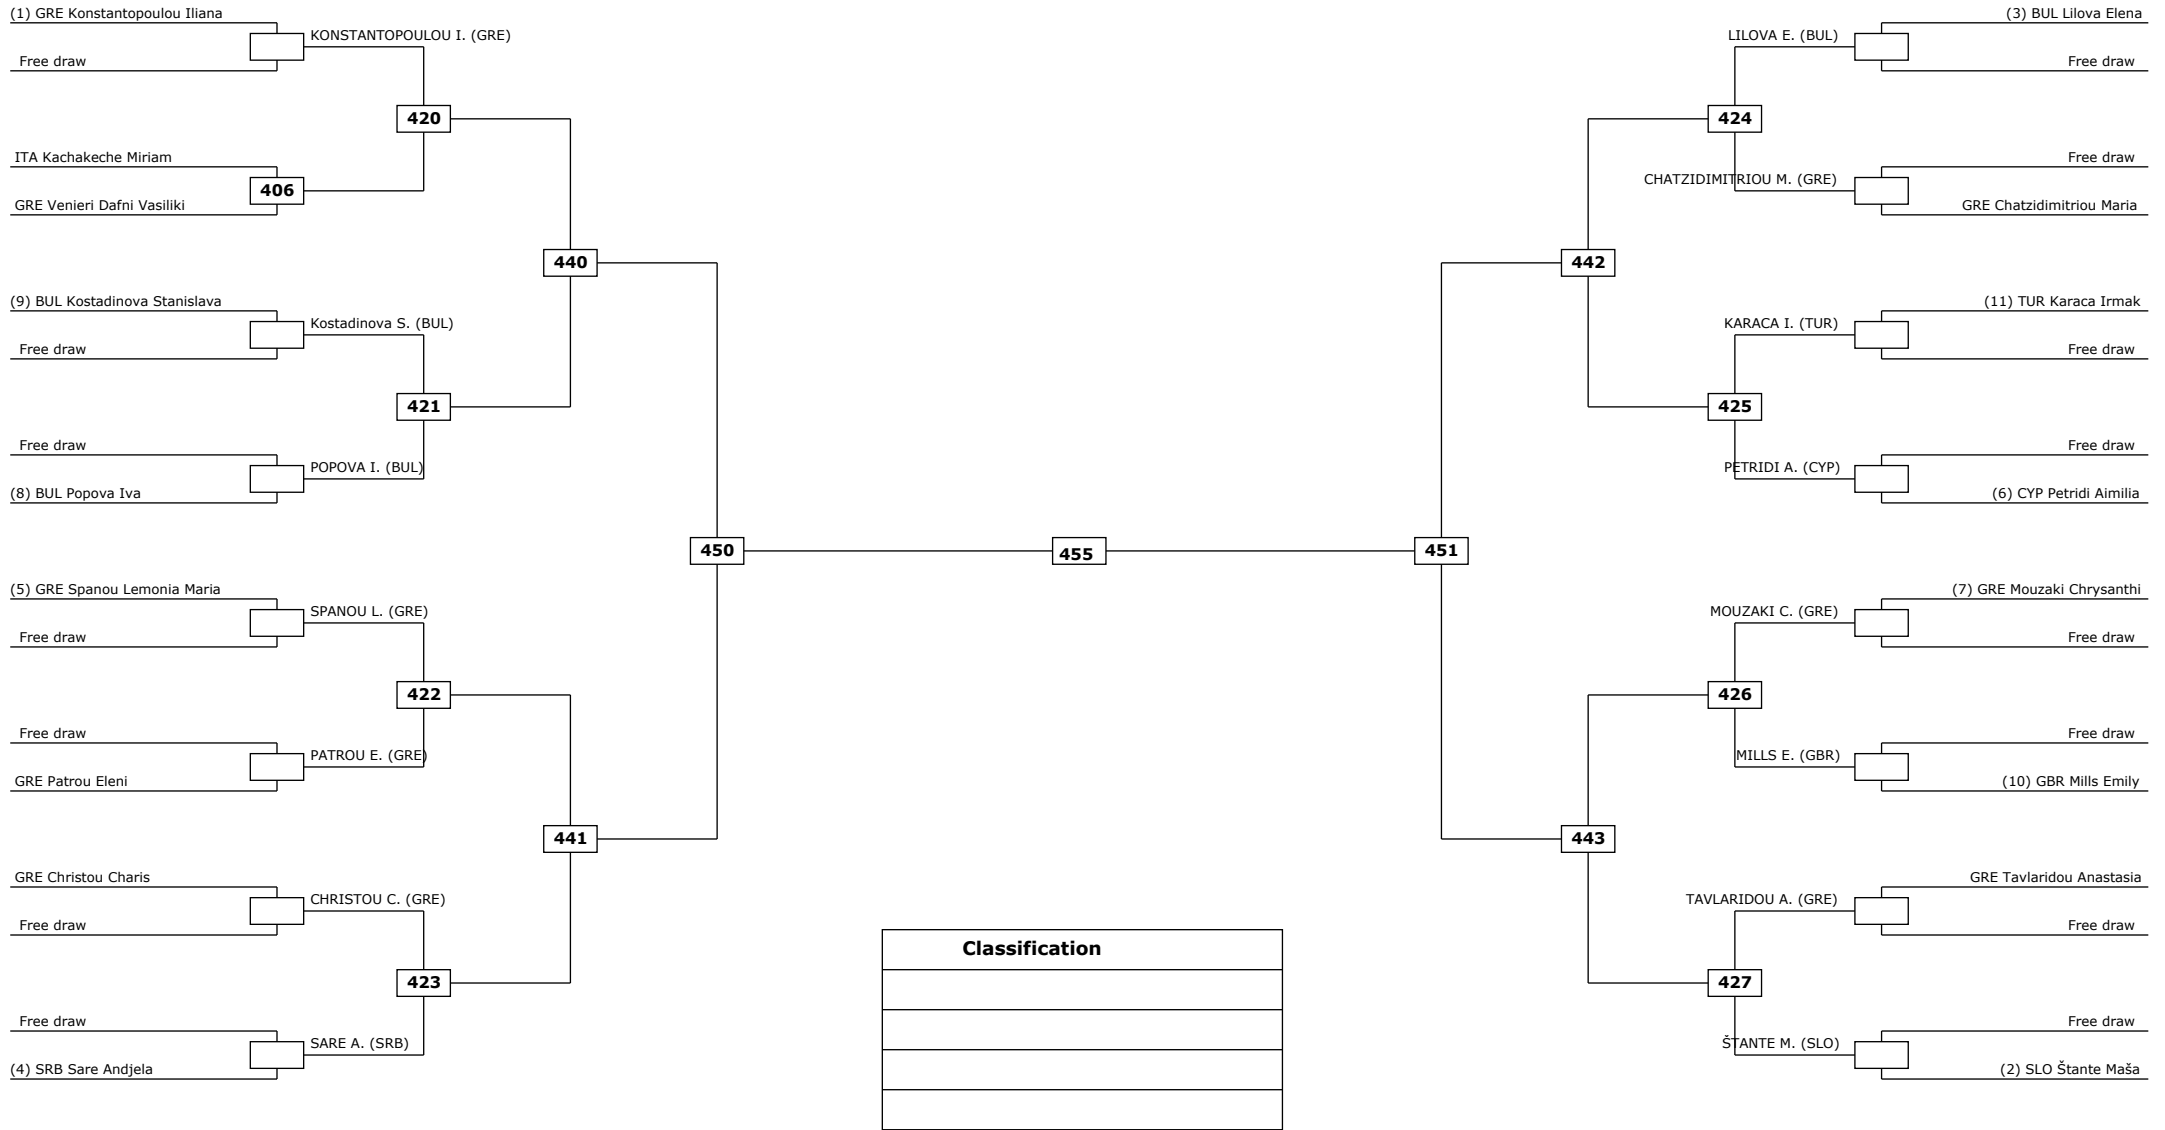 (1) GRE Konstantopoulou Iliana
KONSTANTOPOULOU I. (GRE)
Free draw
420
ITA Kachakeche Miriam
406
GRE Venieri Dafni Vasiliki
440
(9) BUL Kostadinova Stanislava
Kostadinova S. (BUL)
Free draw
421
Free draw
POPOVA I. (BUL)
(8) BUL Popova Iva
450
(5) GRE Spanou Lemonia Maria
SPANOU L. (GRE)
Free draw
422
Free draw
PATROU E. (GRE)
GRE Patrou Eleni
441
GRE Christou Charis
CHRISTOU C. (GRE)
Free draw
423
Free draw
SARE A. (SRB)
(4) SRB Sare Andjela
455
Classification
(3) BUL Lilova Elena
LILOVA E. (BUL)
Free draw
424
Free draw
CHATZIDIMITRIOU M. (GRE)
GRE Chatzidimitriou Maria
442
(11) TUR Karaca Irmak
KARACA I. (TUR)
Free draw
425
Free draw
PETRIDI A. (CYP)
(6) CYP Petridi Aimilia
451
(7) GRE Mouzaki Chrysanthi
MOUZAKI C. (GRE)
Free draw
426
Free draw
MILLS E. (GBR)
(10) GBR Mills Emily
443
GRE Tavlaridou Anastasia
TAVLARIDOU A. (GRE)
Free draw
427
Free draw
ŠTANTE M. (SLO)
(2) SLO Štante Maša